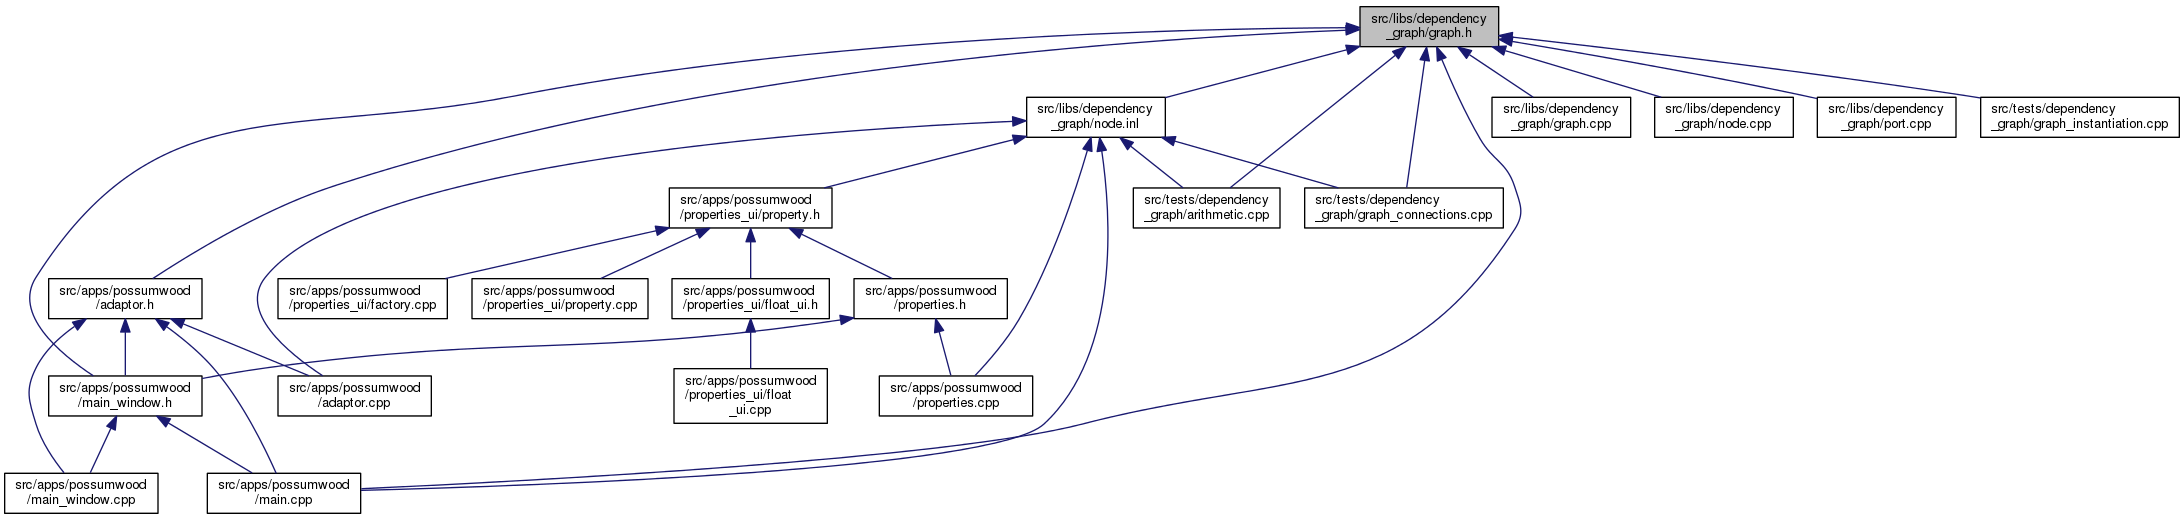 src/libs/dependency
_graph/graph.h
src/libs/dependency
_graph/node.inl
src/libs/dependency
_graph/graph.cpp
src/libs/dependency
_graph/node.cpp
src/libs/dependency
_graph/port.cpp
src/tests/dependency
_graph/graph_instantiation.cpp
src/apps/possumwood
/properties_ui/property.h
src/tests/dependency
_graph/arithmetic.cpp
src/tests/dependency
_graph/graph_connections.cpp
src/apps/possumwood
/adaptor.h
src/apps/possumwood
/properties_ui/factory.cpp
src/apps/possumwood
/properties_ui/property.cpp
src/apps/possumwood
/properties_ui/float_ui.h
src/apps/possumwood
/properties.h
src/apps/possumwood
/main_window.h
src/apps/possumwood
/adaptor.cpp
src/apps/possumwood
/properties_ui/float
_ui.cpp
src/apps/possumwood
/properties.cpp
src/apps/possumwood
/main_window.cpp
src/apps/possumwood
/main.cpp